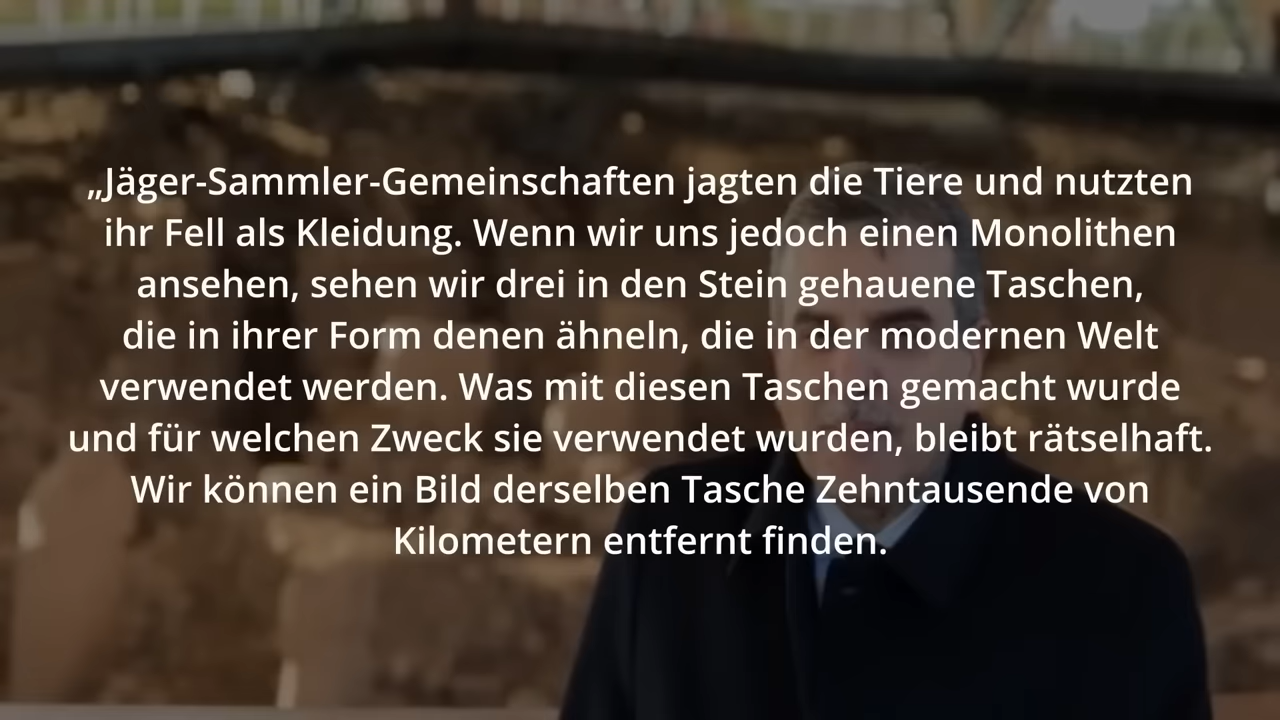 „Jäger-Sammler-Gemeinschaften jagten die Tiere und nutzten
ihr Fell als Kleidung. Wenn wir uns jedoch einen Monolithen
ansehen, sehen wir drei in den Stein gehauene Taschen,
die in ihrer Form denen ähneln, die in der modernen Welt
verwendet werden. Was mit diesen Taschen gemacht wurde
und für welchen Zweck sie verwendet wurden, bleibt rätselhaft.
Wir können ein Bild derselben Tasche Zehntausende von
Kilometern entfernt finden.